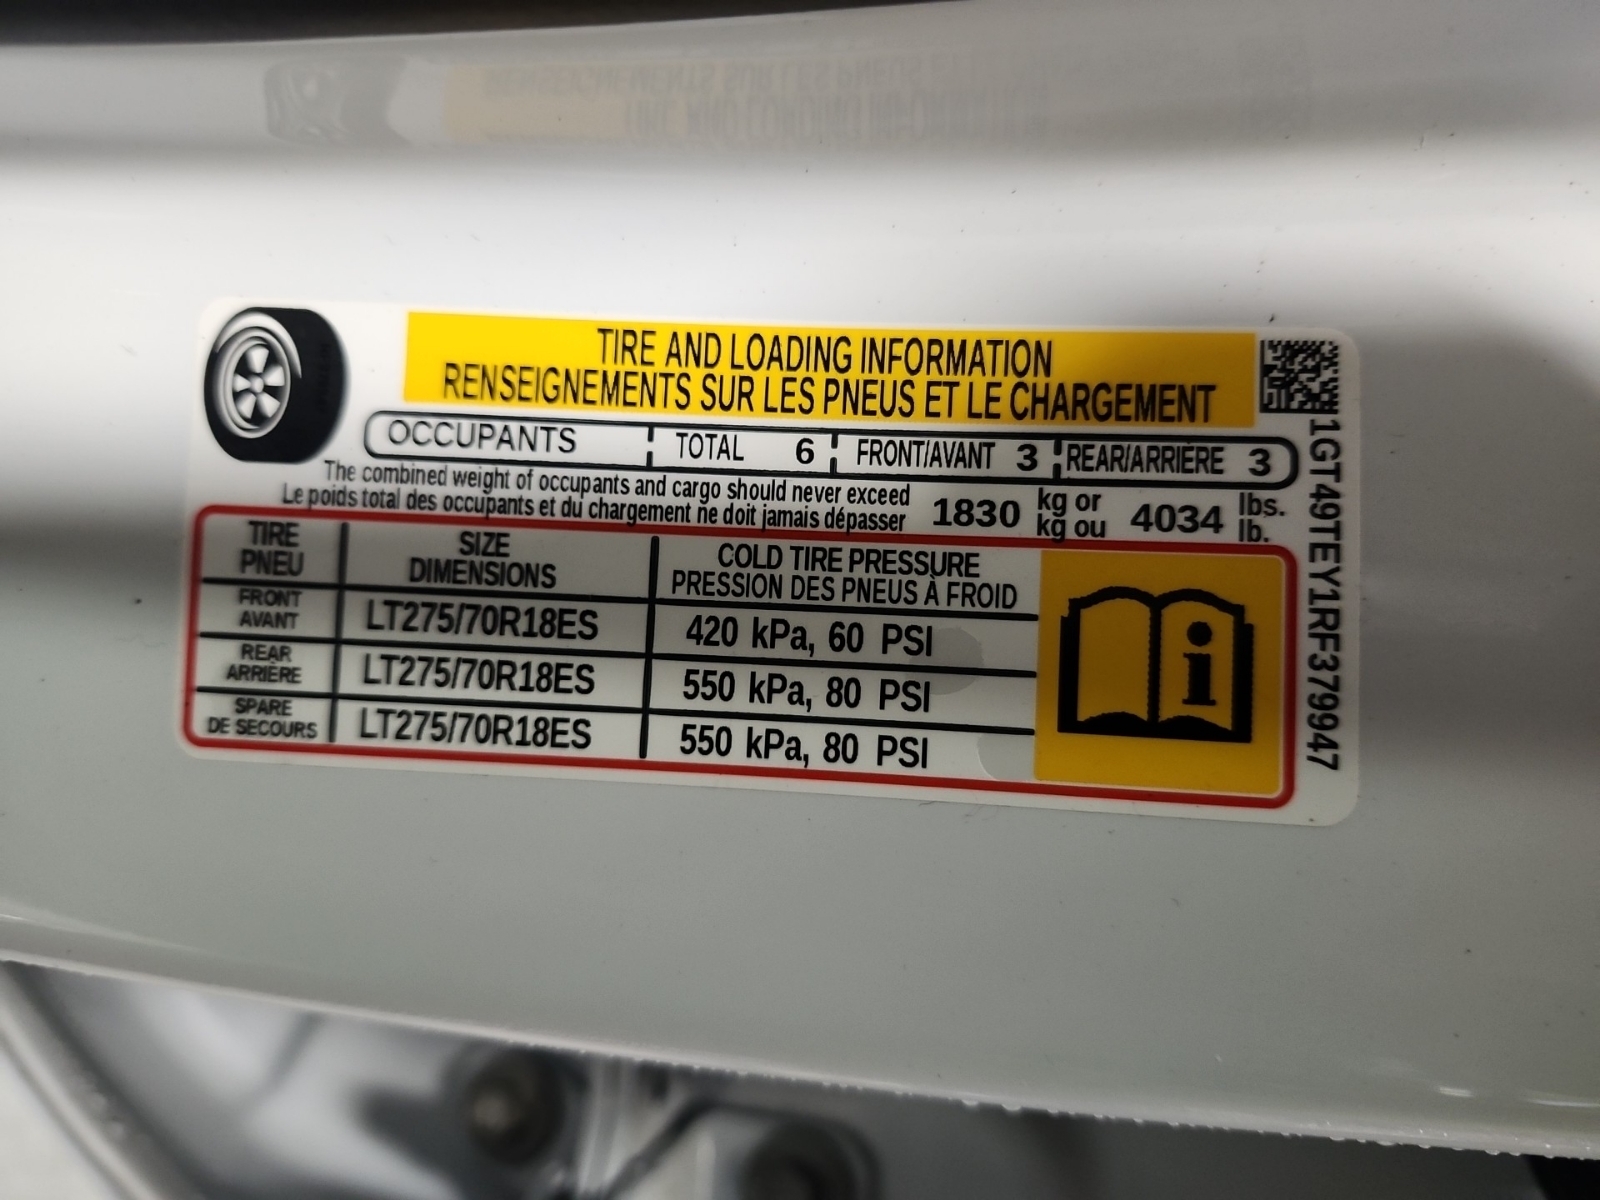 TIRE AND LOADING INFORMATION
RENSEIGNEMENTS SUR LES PNEUS ET LE CHARGEMENT
OCCUPANTS TOTAL 6 FRONT/AVANT 3 REAR/ARRIÈRE 3
The combined weight of occupants and cargo should never exceed
Le poids total des occupants et du chargement ne doit jamais dépasser
1830 kg or 4034 lbs.
kg ou lb.
TIRE SIZE COLD TIRE PRESSURE
PNEU DIMENSIONS PRESSION DES PNEUS À FROID
FRONT
AVANT LT275/70R18ES 420 kPa, 60 PSI
REAR
ARRIÈRE LT275/70R18ES 550 kPa, 80 PSI
SPARE
DE SECOURS LT275/70R18ES 550 kPa, 80 PSI
1GT49TEY1RF379947